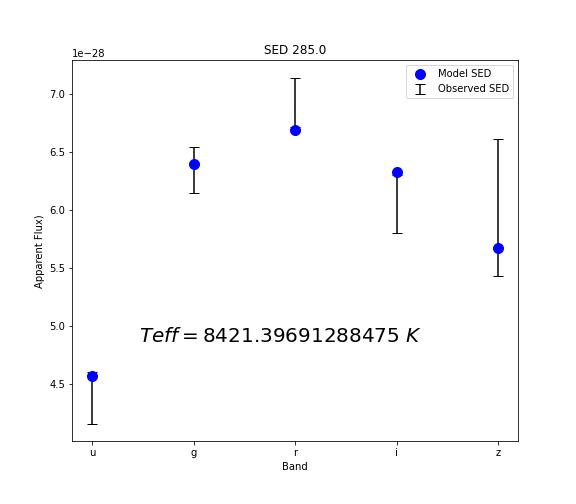 SED 285.0
1e−28
Model SED
Observed SED
7.0
6.5
6.0
5.5
5.0
4.5
Apparent Flux)
Teff = 8421.39691288475 K
u g r i z
Band